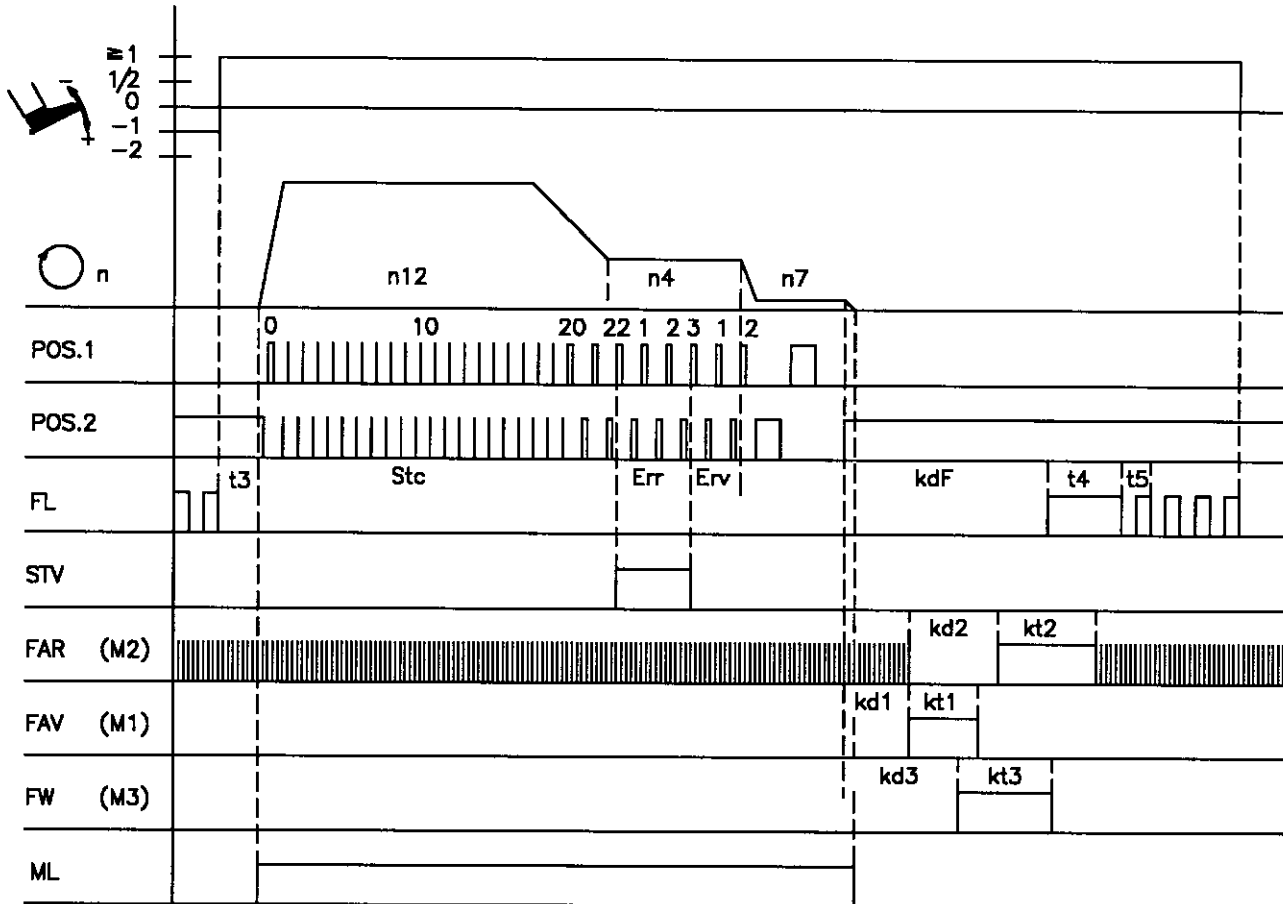 ≥1
1/2
0
−1
−2
−
+
n
n12
n4
n7
0 10 20 22 1 2 3 1 2
POS.1
POS.2
t3 Stc Err Erv kdF t4 t5
FL
STV
kd2 kt2
FAR (M2)
kd1 kt1
FAV (M1)
kd3 kt3
FW (M3)
ML